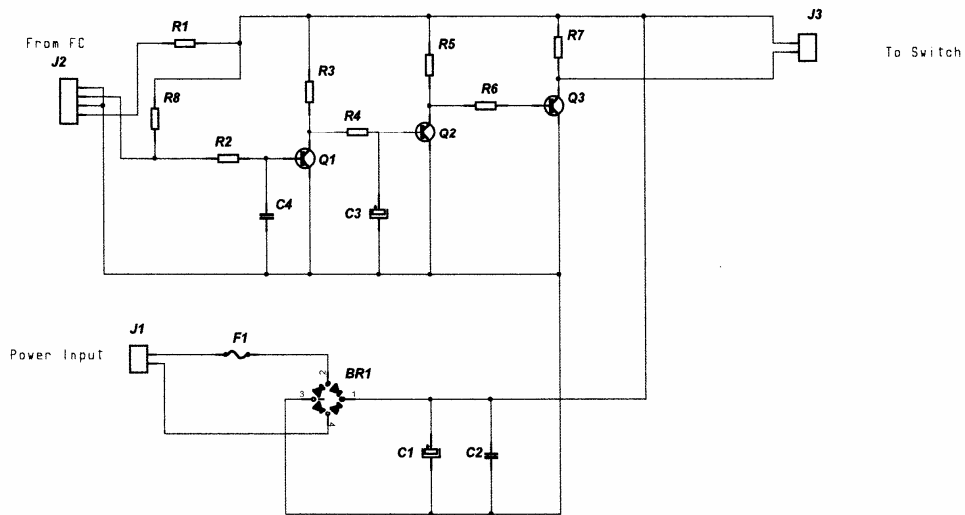 J3
To Switch
From FC
J2
R1
R5
R7
R3
R8
R6
Q3
R4
Q2
R2
Q1
C4
C3
J1
Power Input
F1
2
BR1
3
1
4
C1
C2